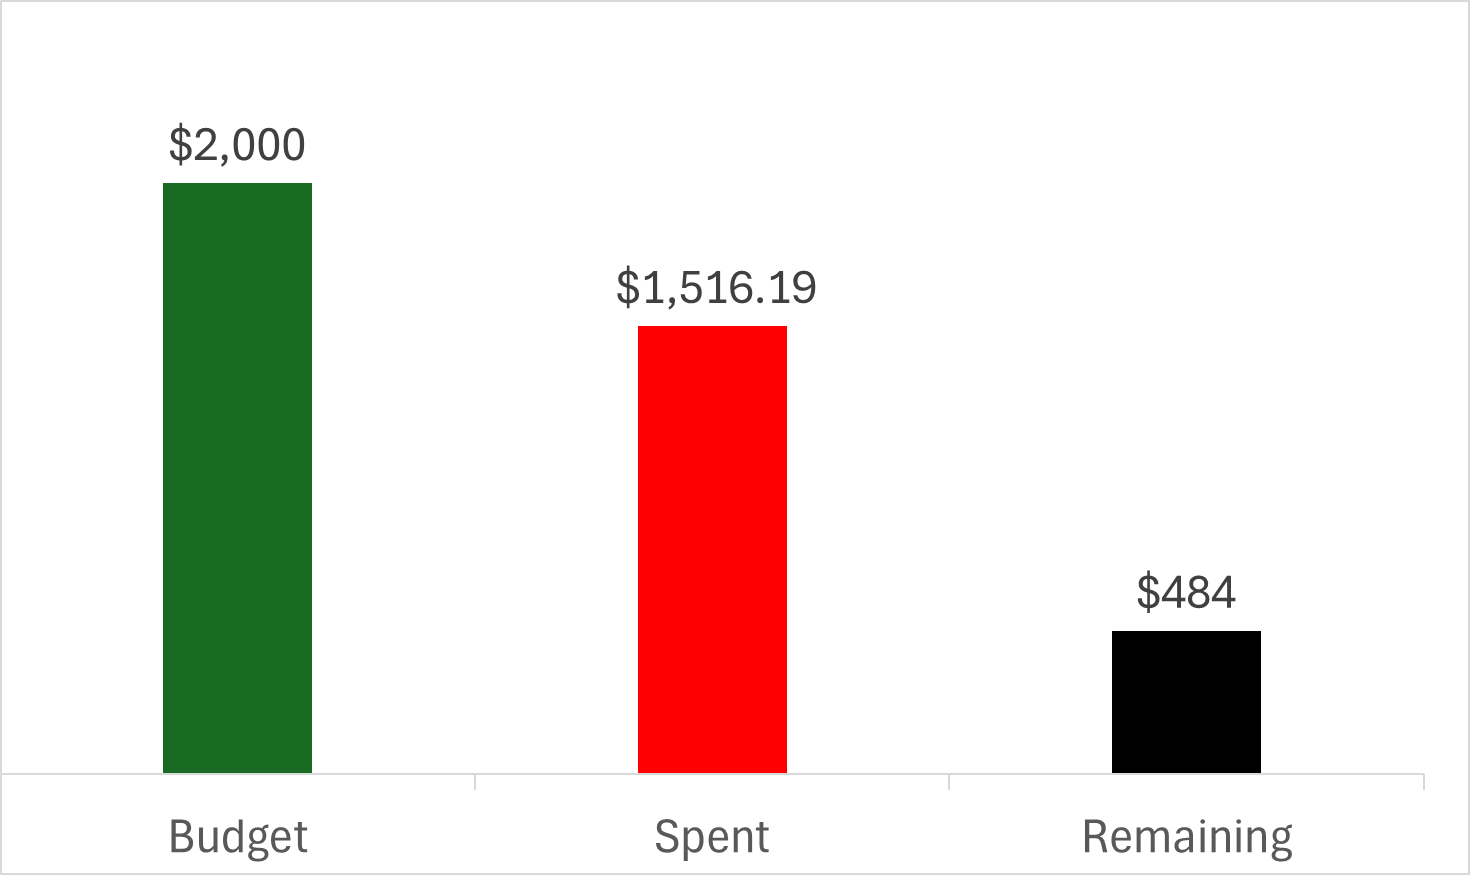 $2,000
$1,516.19
$484
Budget Spent Remaining